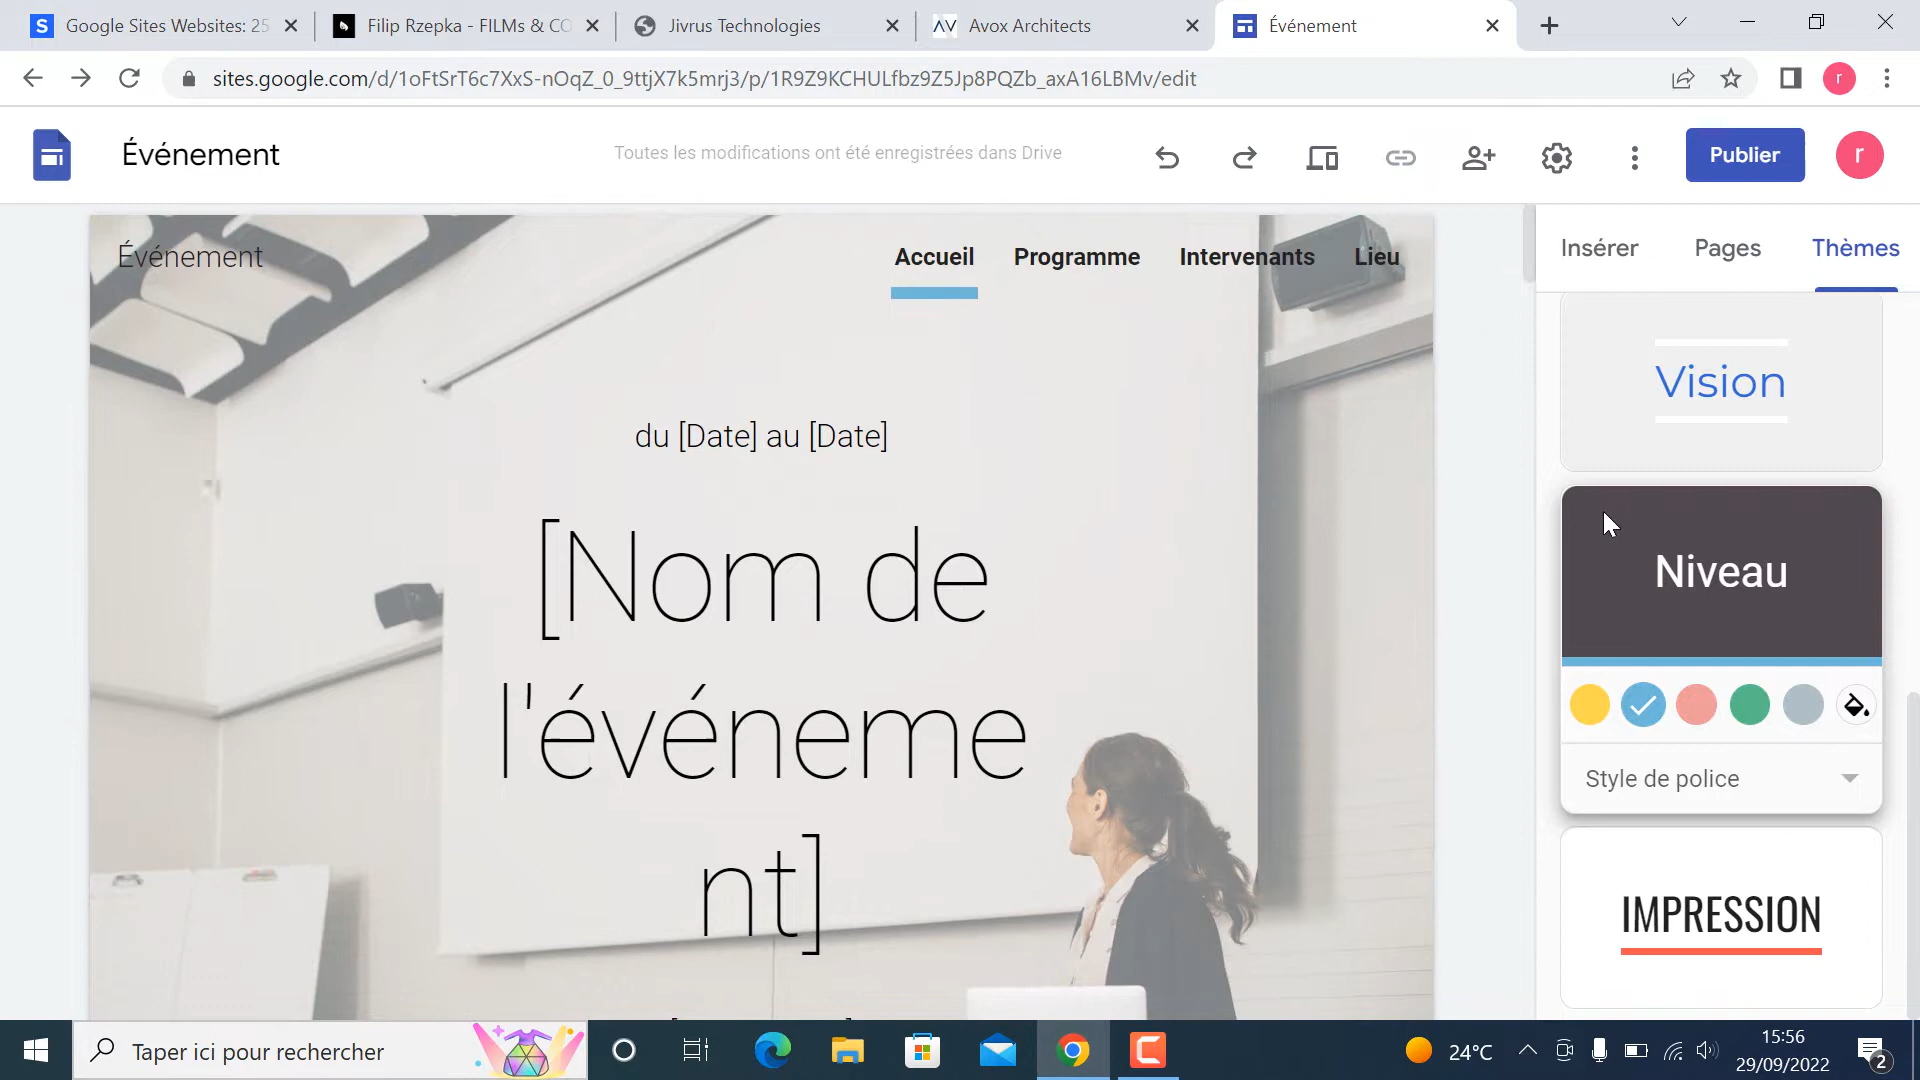 Google Sites Websites: 25
Filip Rzepka - FILMs & CO
Jivrus Technologies
Avox Architects
Événement
sites.google.com/d/1oFtSrT6c7XxS-nOqZ_0_9ttjX7k5mrj3/p/1R9Z9KCHULfbz9Z5Jp8PQZb_axA16LBMv/edit
r
Événement
Toutes les modifications ont été enregistrées dans Drive
Publier
r
Insérer
Pages
Thèmes
Événement
Accueil
Programme
Intervenants
Lieu
du [Date] au [Date]
[Nom de
l'événeme
nt]
Vision
Niveau
Style de police
IMPRESSION
Taper ici pour rechercher
24°C
15:56
29/09/2022
2